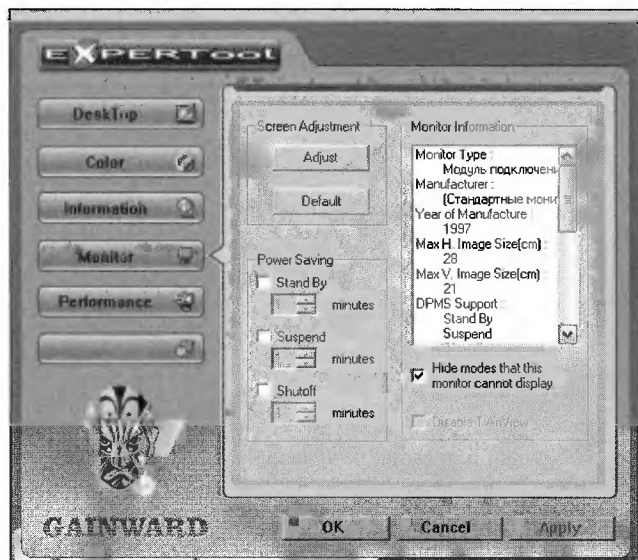 EXPERTool
DeskTop
Color
Information
Monitor
Performance
Screen Adjustment
Adjust
Default
Power Saving
Stand By
minutes
Suspend
minutes
Shutoff
minutes
Monitor Information
Monitor Type :
Модуль подключени
Manufacturer :
(Стандартные мони
Year of Manufacture :
1997
Max H. Image Size(cm) :
28
Max V. Image Size(cm) :
21
DPMS Support :
Stand By
Suspend
Hide modes that this
monitor cannot display
Disable TwinView
GAINWARD
OK
Cancel
Apply